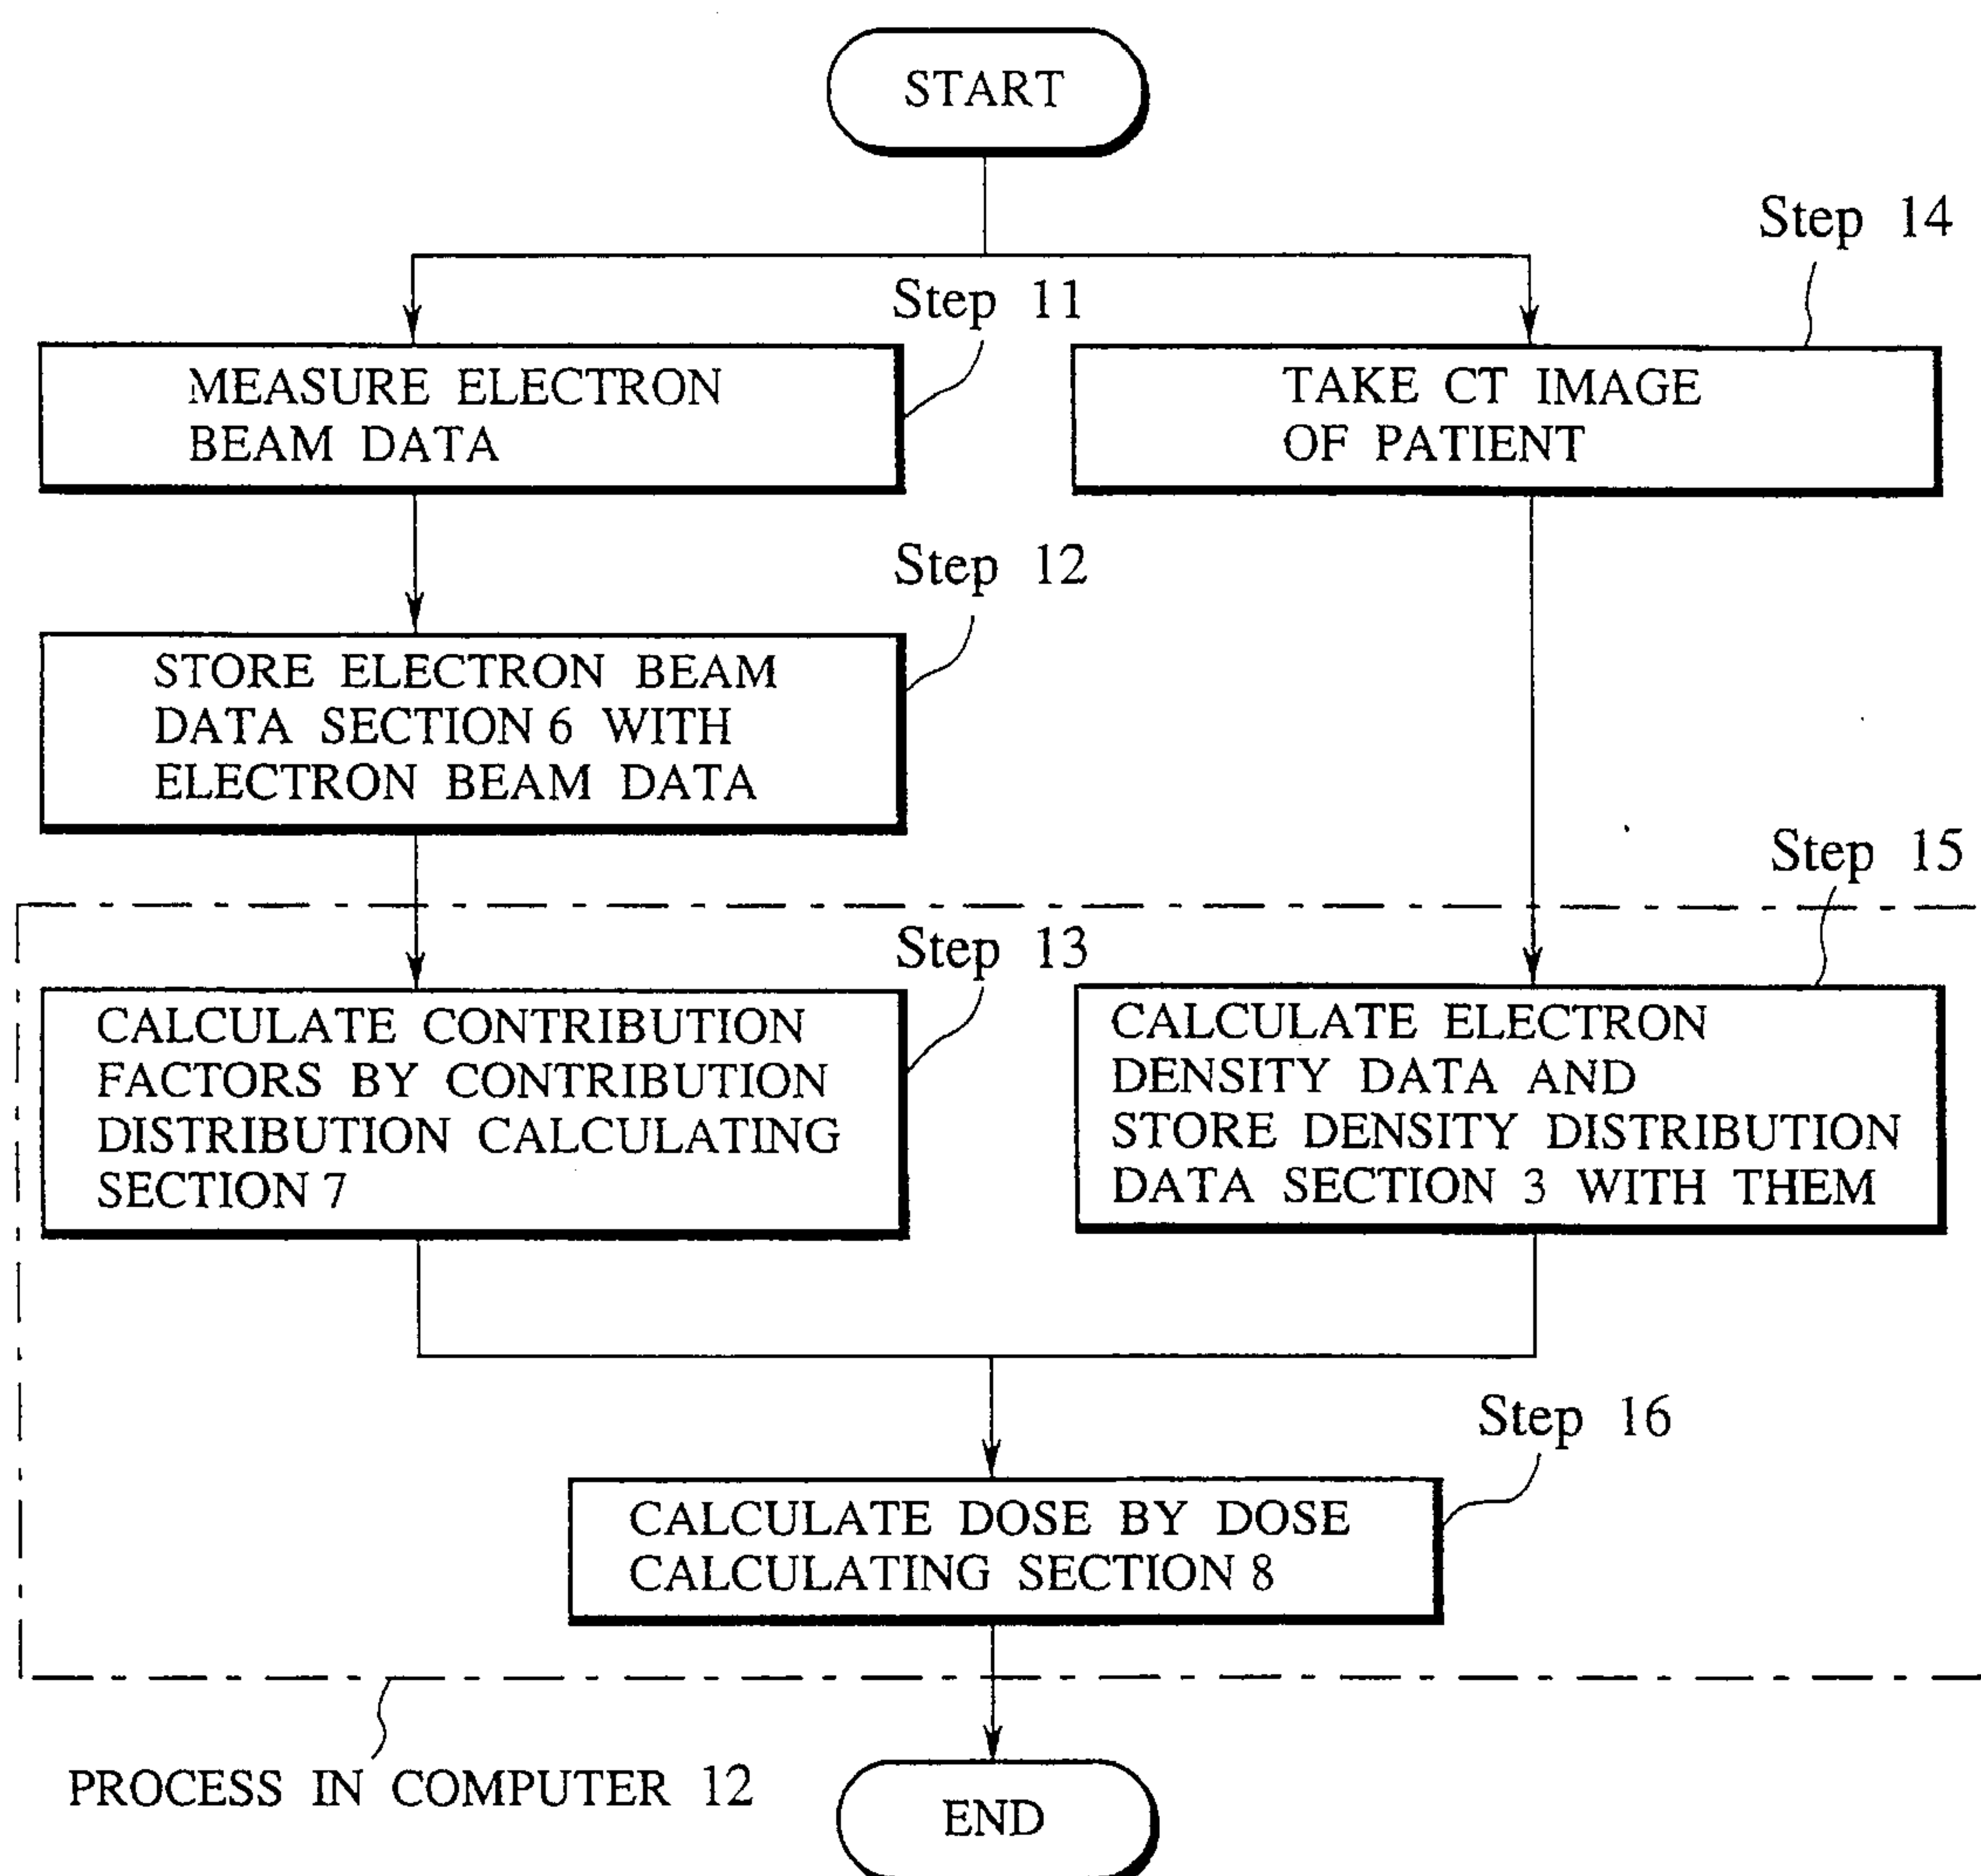 START
Step 14
Step 11
MEASURE ELECTRON
BEAM DATA
TAKE CT IMAGE
OF PATIENT
Step 12
STORE ELECTRON BEAM
DATA SECTION 6 WITH
ELECTRON BEAM DATA
Step 15
Step 13
CALCULATE CONTRIBUTION
FACTORS BY CONTRIBUTION
DISTRIBUTION CALCULATING
SECTION 7
CALCULATE ELECTRON
DENSITY DATA AND
STORE DENSITY DISTRIBUTION
DATA SECTION 3 WITH THEM
Step 16
CALCULATE DOSE BY DOSE
CALCULATING SECTION 8
PROCESS IN COMPUTER 12
END